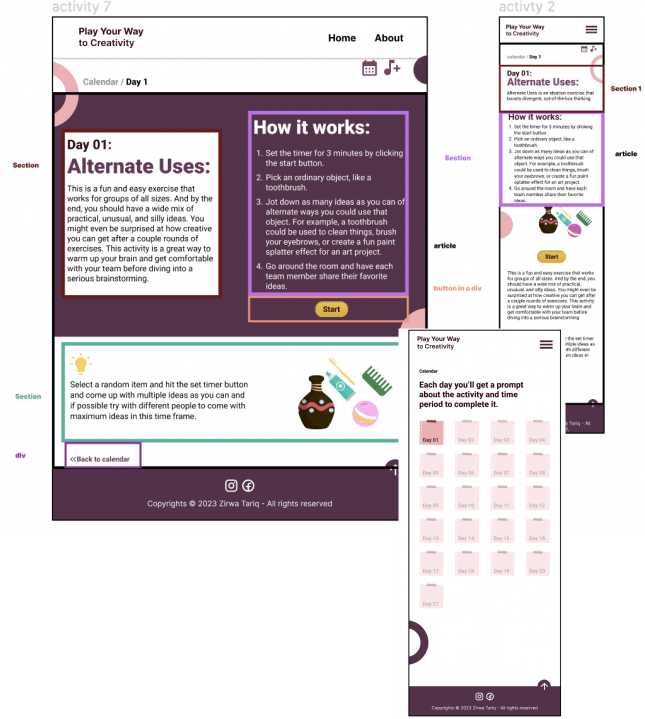 activity 7
Play Your Way
to Creativity
Home About
Calendar / Day 1
Section
Day 01:
Alternate Uses:
This is a fun and easy exercise that
works for groups of all sizes. And by the
end, you should have a wide mix of
practical, unusual, and silly ideas. You
might even be surprised at how creative
you can get after a couple rounds of
exercises. This activity is a great way to
warm up your brain and get comfortable
with your team before diving into a
serious brainstorming.
How it works:
1. Set the timer for 3 minutes by clicking
the start button.
2. Pick an ordinary object, like a
toothbrush.
3. Jot down as many ideas as you can of
alternate ways you could use that
object. For example, a toothbrush
could be used to clean things, brush
your eyebrows, or create a fun paint
splatter effect for an art project.
4. Go around the room and have each
team member share their favorite
ideas.
Start
Section
article
button in a div
Section
Select a random item and hit the set timer button
and come up with multiple ideas as you can and
if possible try with different people to come with
maximum ideas in this time frame.
div
<<Back to calendar
Copyrights © 2023 Zirwa Tariq - All rights reserved
activty 2
Play Your Way
to Creativity
calendar / Day 1
Day 01:
Alternate Uses:
Alternate Uses is an ideation exercise that
boosts divergent, out-of-the-box thinking.
Section 1
How it works:
1. Set the timer for 3 minutes by clicking
the start button.
2. Pick an ordinary object, like a
toothbrush.
3. Jot down as many ideas as you can of
alternate ways you could use that
object. For example, a toothbrush
could be used to clean things, brush
your eyebrows, or create a fun paint
splatter effect for an art project.
4. Go around the room and have each
team member share their favorite
ideas.
article
Start
This is a fun and easy exercise that works
for groups of all sizes. And by the end, you
should have a wide mix of practical,
unusual, and silly ideas. You might even be
surprised at how creative you can get after
a couple rounds of exercises. This activity
is a great way to warm up your brain and
get comfortable with your team before
diving into a serious brainstorming
t the set timer
ultiple ideas as
ith different
um ideas in
Tariq - All
Play Your Way
to Creativity
Calendar
Each day you'll get a prompt
about the activity and time
period to complete it.
Day 01 Day 02 Day 03 Day 04
Day 05 Day 06 Day 07 Day 08
Day 09 Day 10 Day 11 Day 12
Day 13 Day 14 Day 15 Day 16
Day 17 Day 18 Day 19 Day 20
Day 21
Copyrights © 2023 Zirwa Tariq - All rights reserved